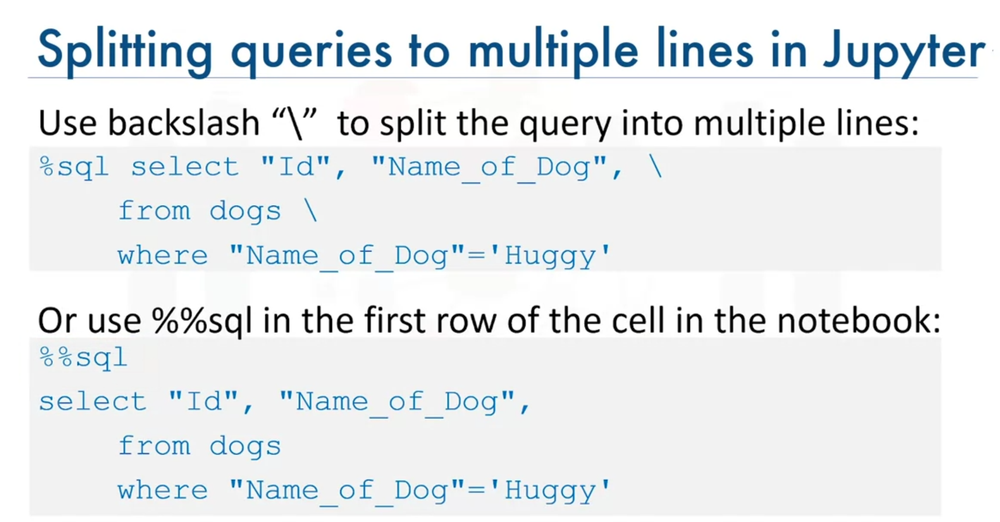 Splitting queries to multiple lines in Jupyter
Use backslash “\” to split the query into multiple lines:
%sql select "Id", "Name_of_Dog", \
from dogs \
where "Name_of_Dog"='Huggy'
Or use %%sql in the first row of the cell in the notebook:
%%sql
select "Id", "Name_of_Dog",
from dogs
where "Name_of_Dog"='Huggy'